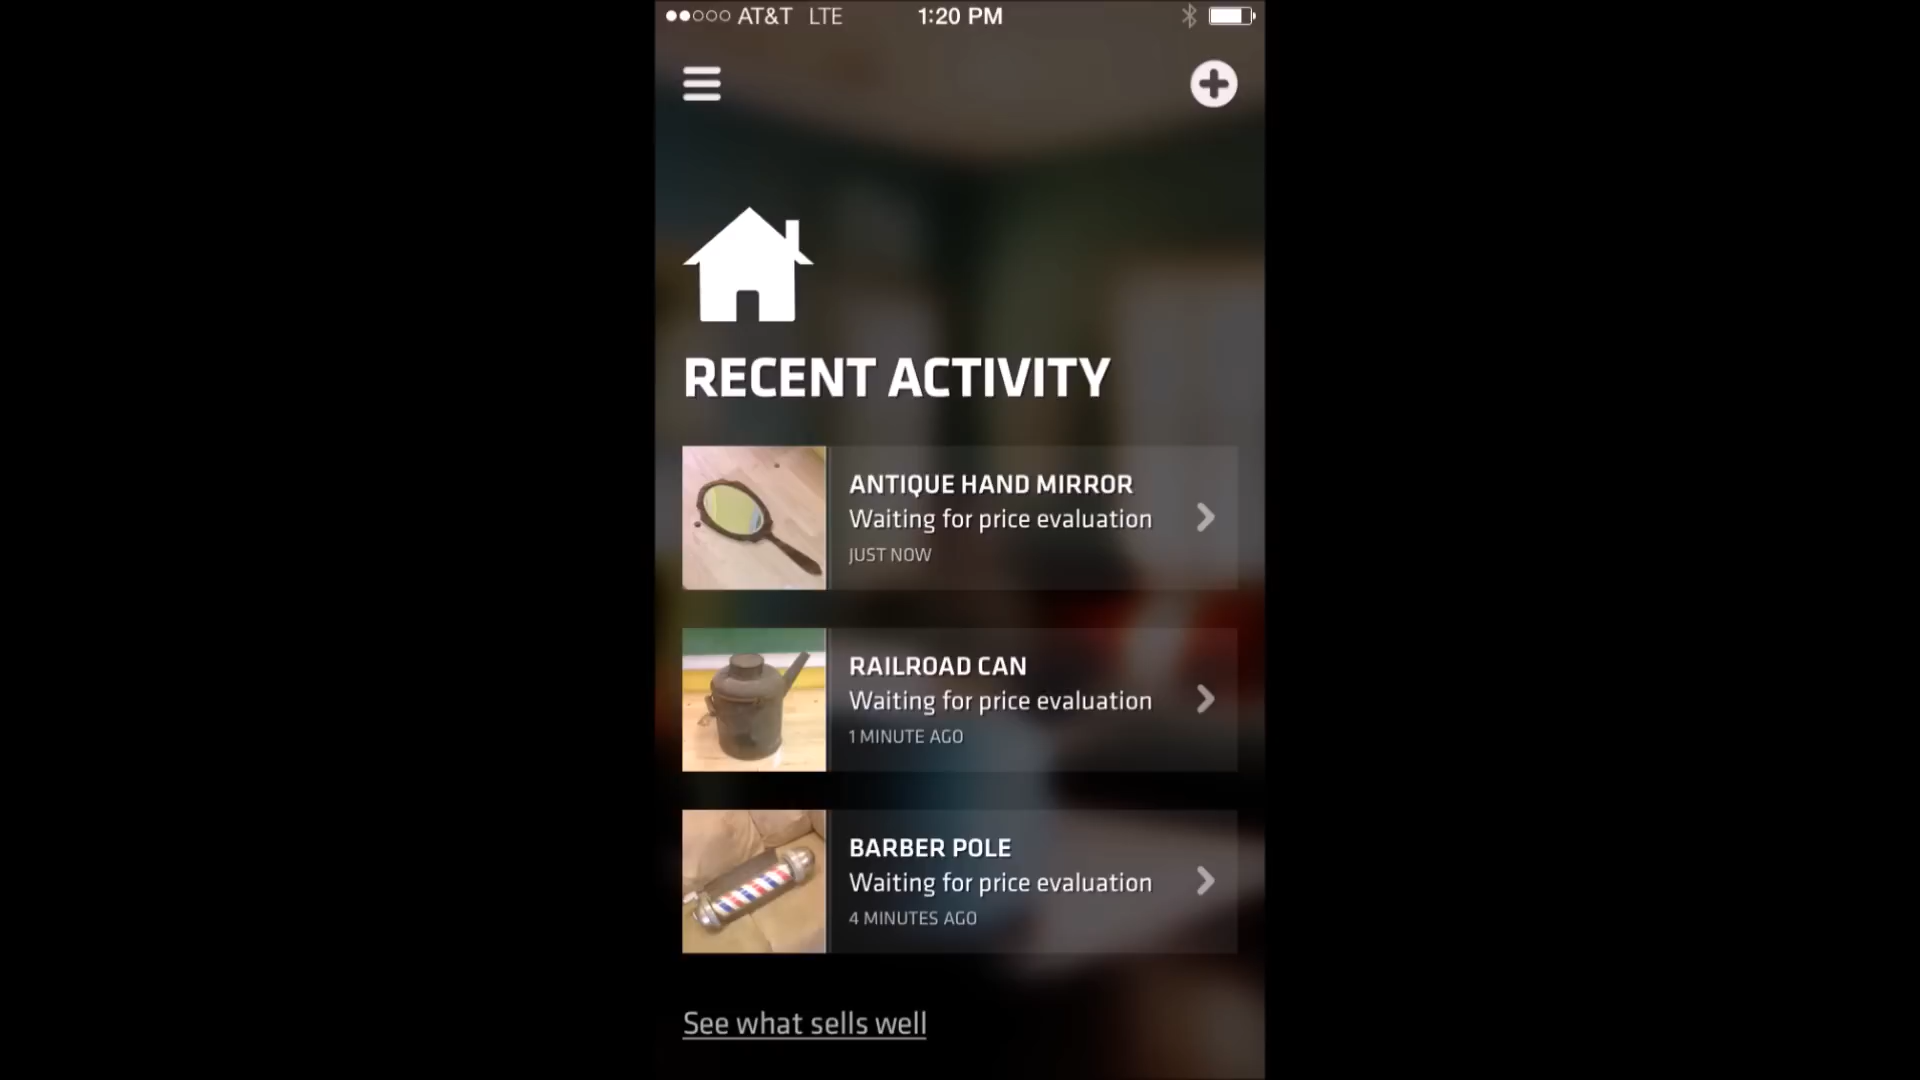 AT&T LTE 1:20 PM
RECENT ACTIVITY
ANTIQUE HAND MIRROR
Waiting for price evaluation
JUST NOW
RAILROAD CAN
Waiting for price evaluation
1 MINUTE AGO
BARBER POLE
Waiting for price evaluation
4 MINUTES AGO
See what sells well